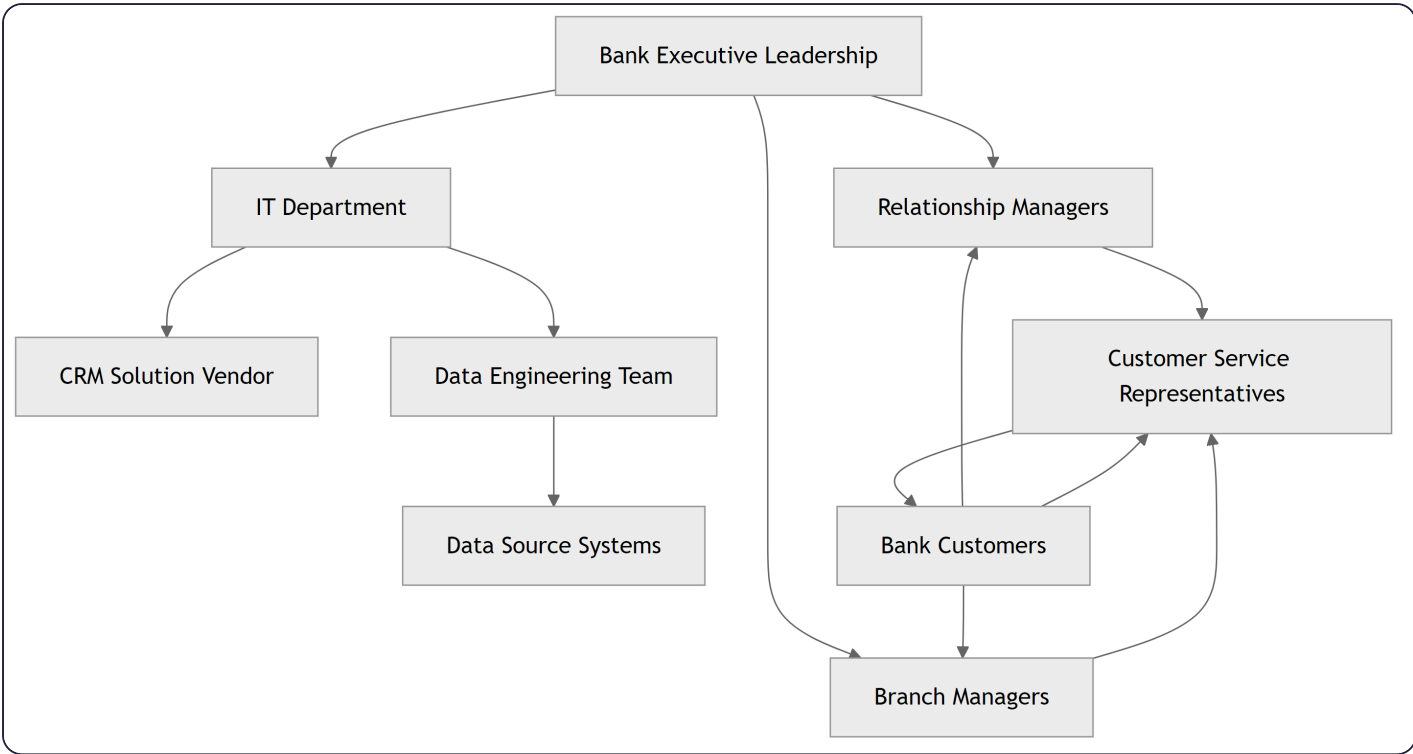 Bank Executive Leadership
IT Department
Relationship Managers
CRM Solution Vendor
Data Engineering Team
Customer Service
Representatives
Data Source Systems
Bank Customers
Branch Managers